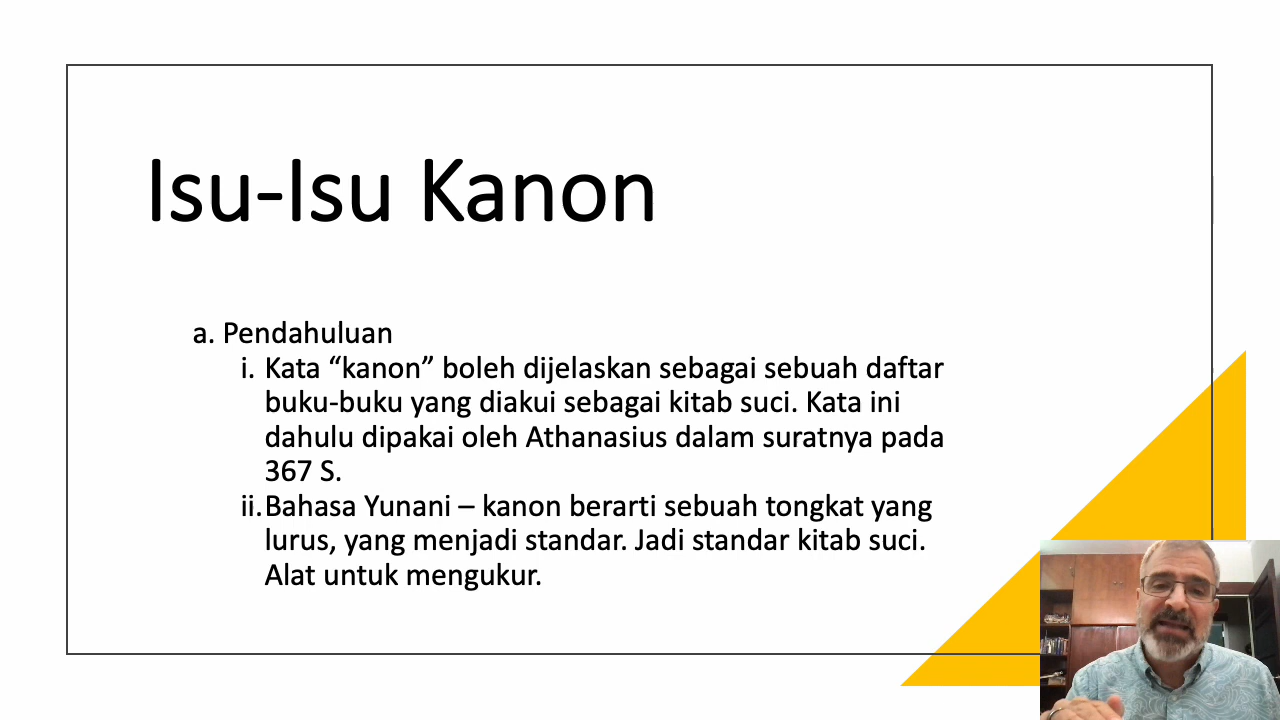 Isu-Isu Kanon
a. Pendahuluan
i. Kata “kanon” boleh dijelaskan sebagai sebuah daftar
buku-buku yang diakui sebagai kitab suci. Kata ini
dahulu dipakai oleh Athanasius dalam suratnya pada
367 S.
ii. Bahasa Yunani – kanon berarti sebuah tongkat yang
lurus, yang menjadi standar. Jadi standar kitab suci.
Alat untuk mengukur.